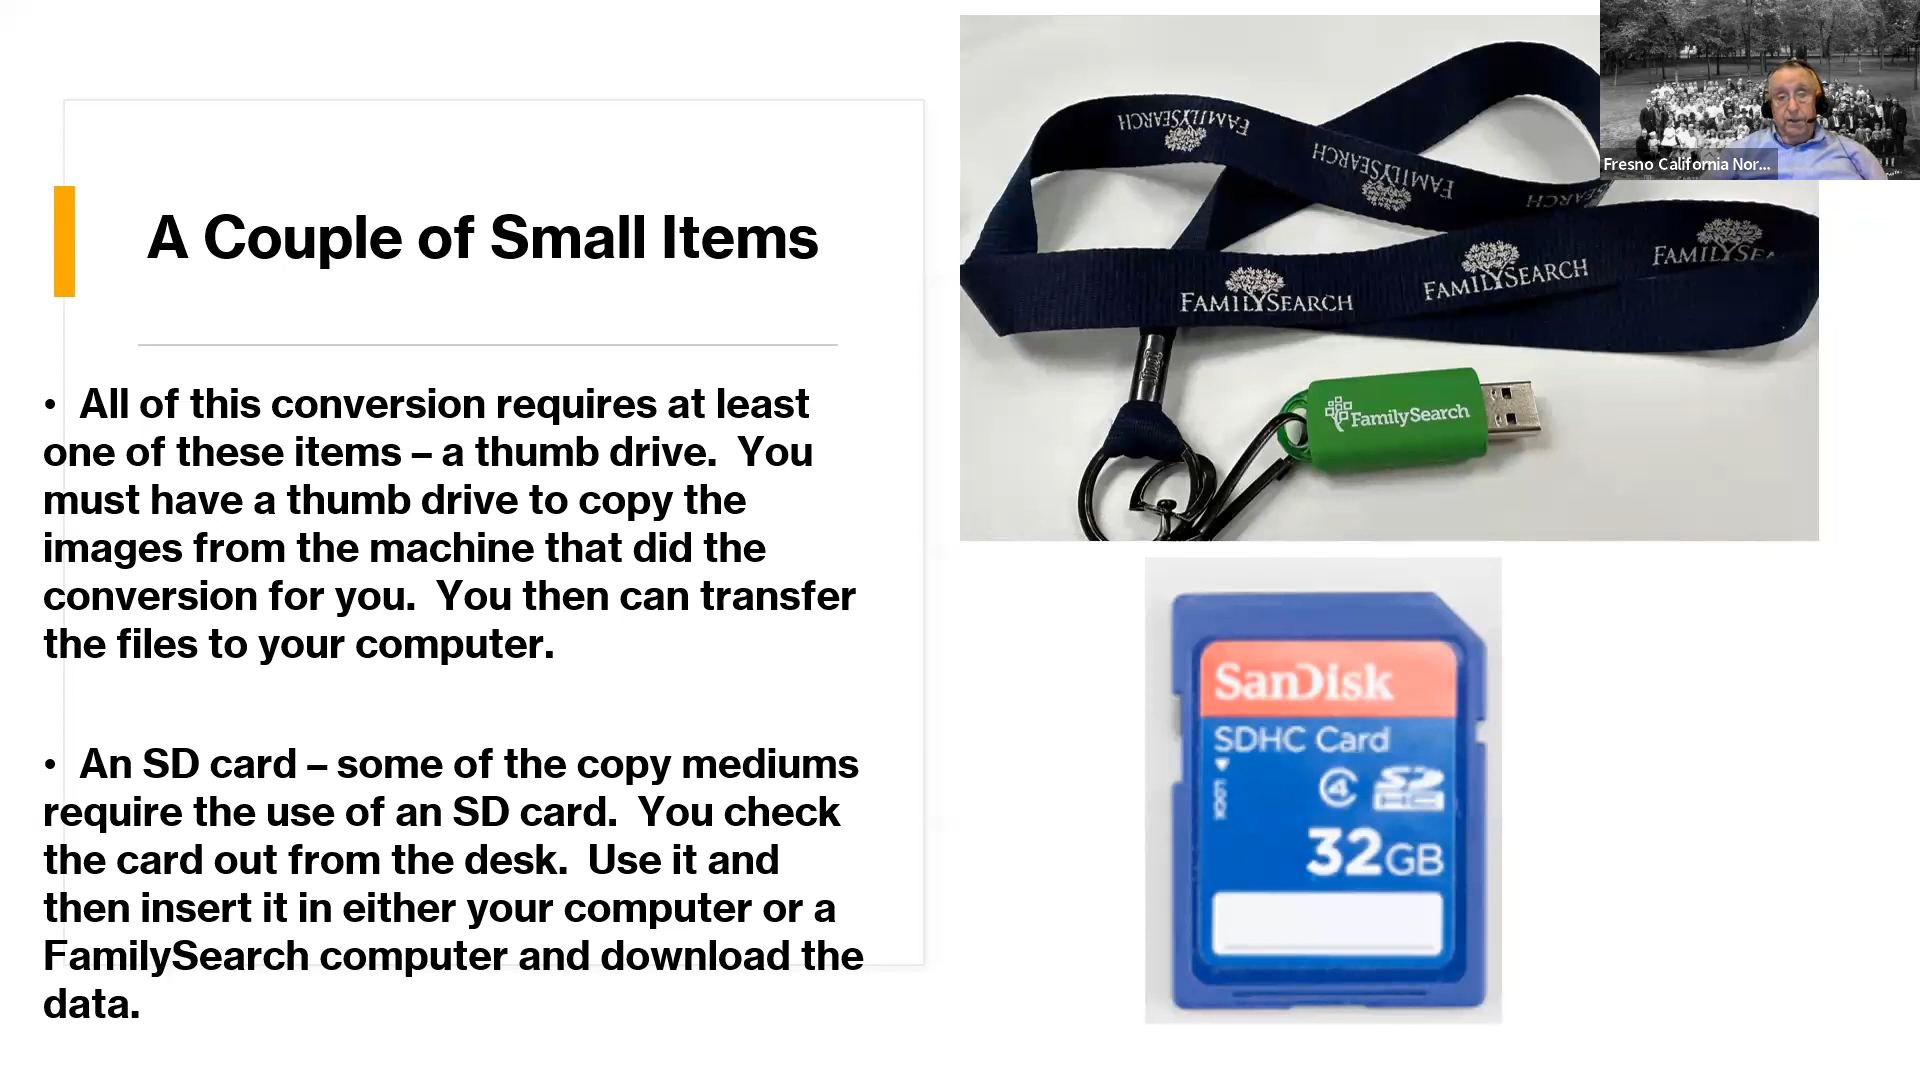 A Couple of Small Items
• All of this conversion requires at least
one of these items – a thumb drive.  You
must have a thumb drive to copy the
images from the machine that did the
conversion for you.  You then can transfer
the files to your computer.
• An SD card – some of the copy mediums
require the use of an SD card.  You check
the card out from the desk.  Use it and
then insert it in either your computer or a
FamilySearch computer and download the
data.
FAMILYSEARCH
FAMILYSEARCH
SEARCH
FAMILYSEARCH
FAMILYSEARCH
FAMILYSEA
FamilySearch
Fresno California Nor...
SanDisk
SDHC Card
LOCK
4
SD
HC
32GB